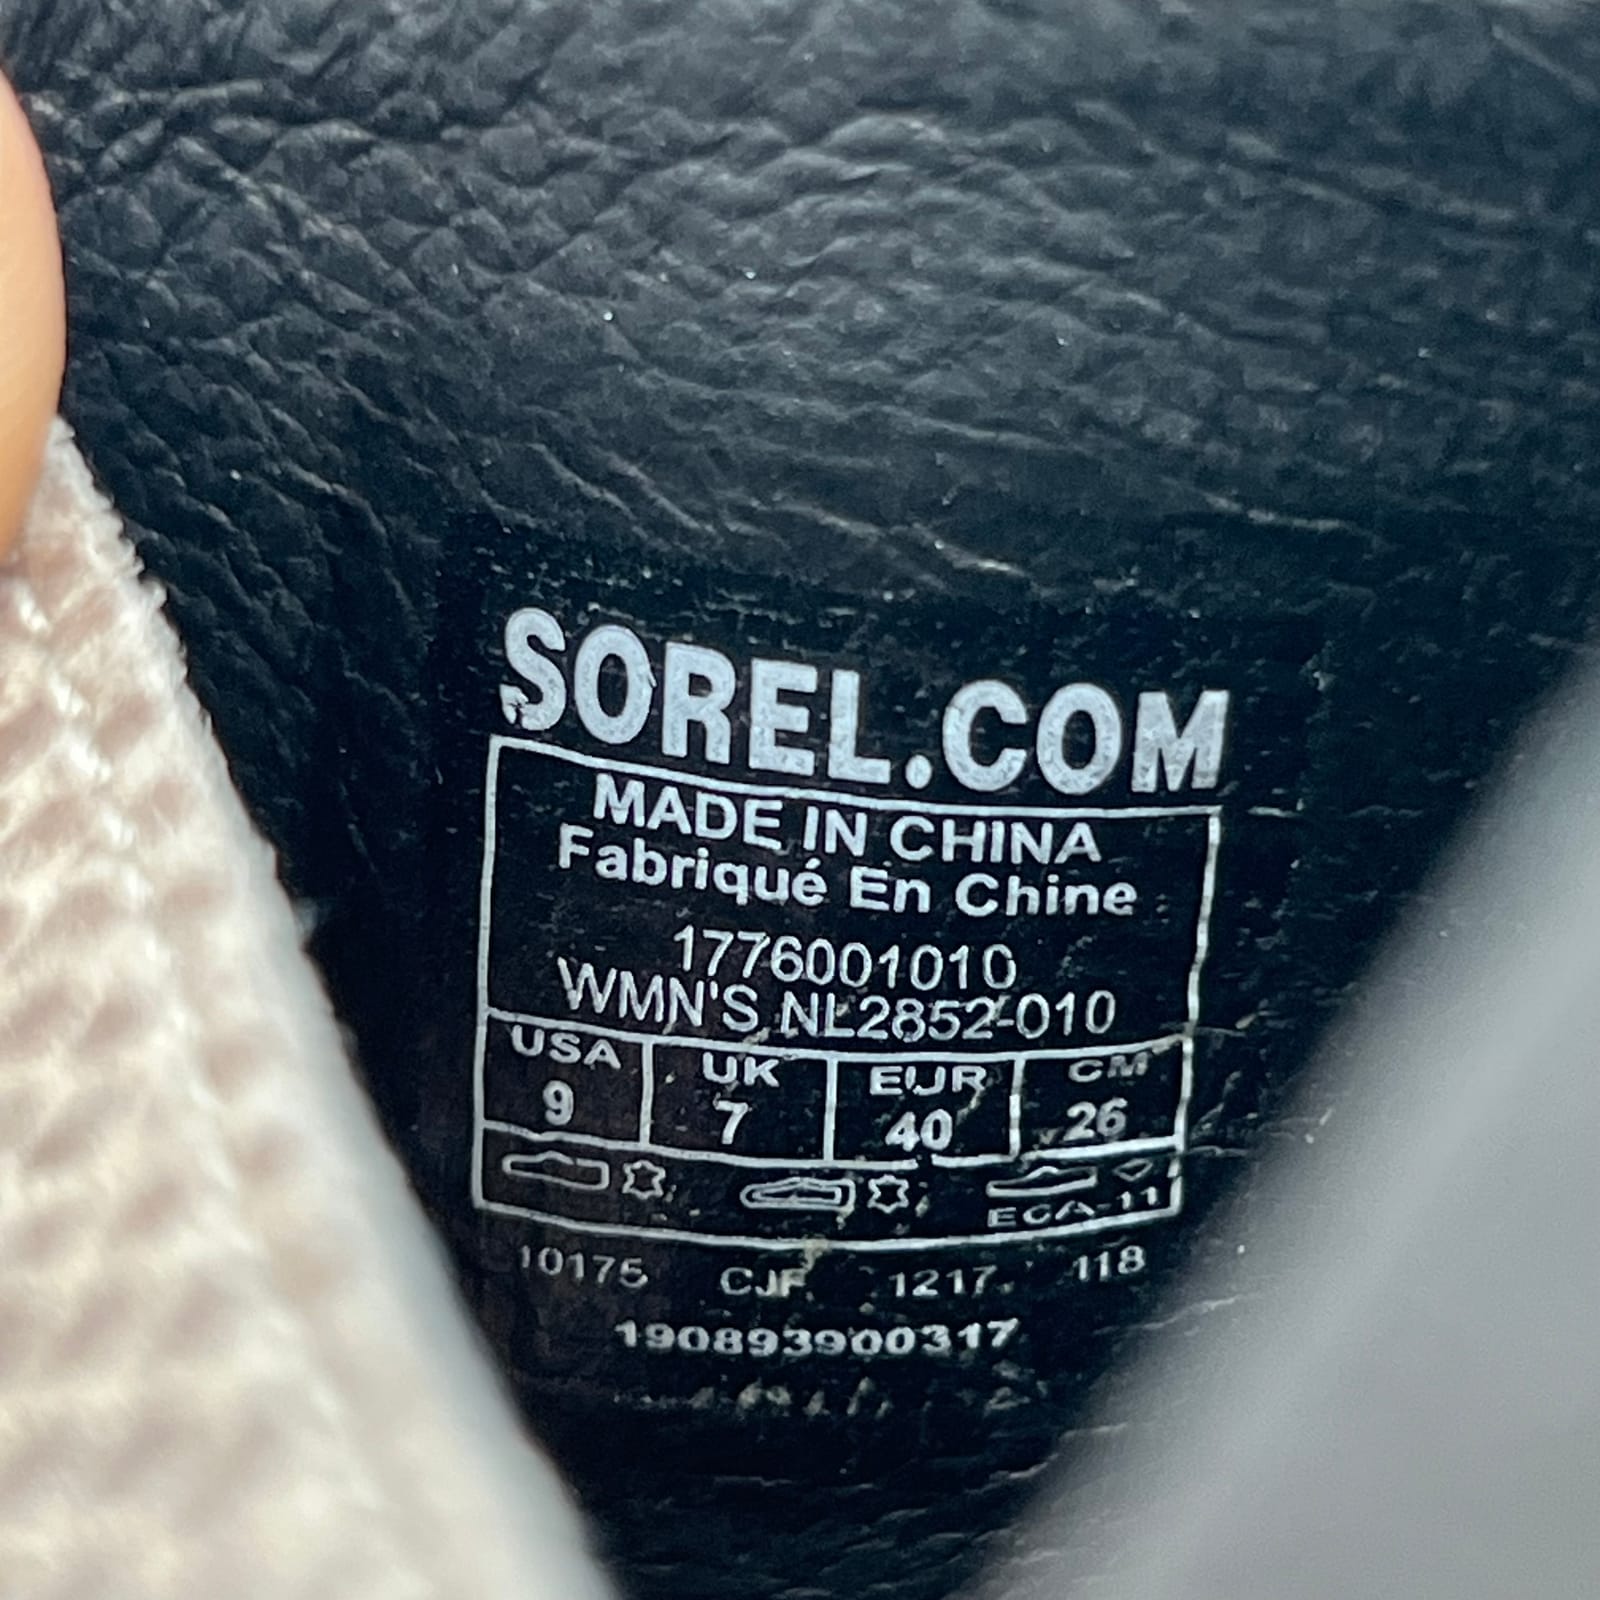 SOREL.COM
MADE IN CHINA
Fabriqué En Chine
1776001010
WMN'S NL2852-010
USA UK EUR CM
9 7 40 26
ECA-11
10175 CJF 1217 118
190893900317